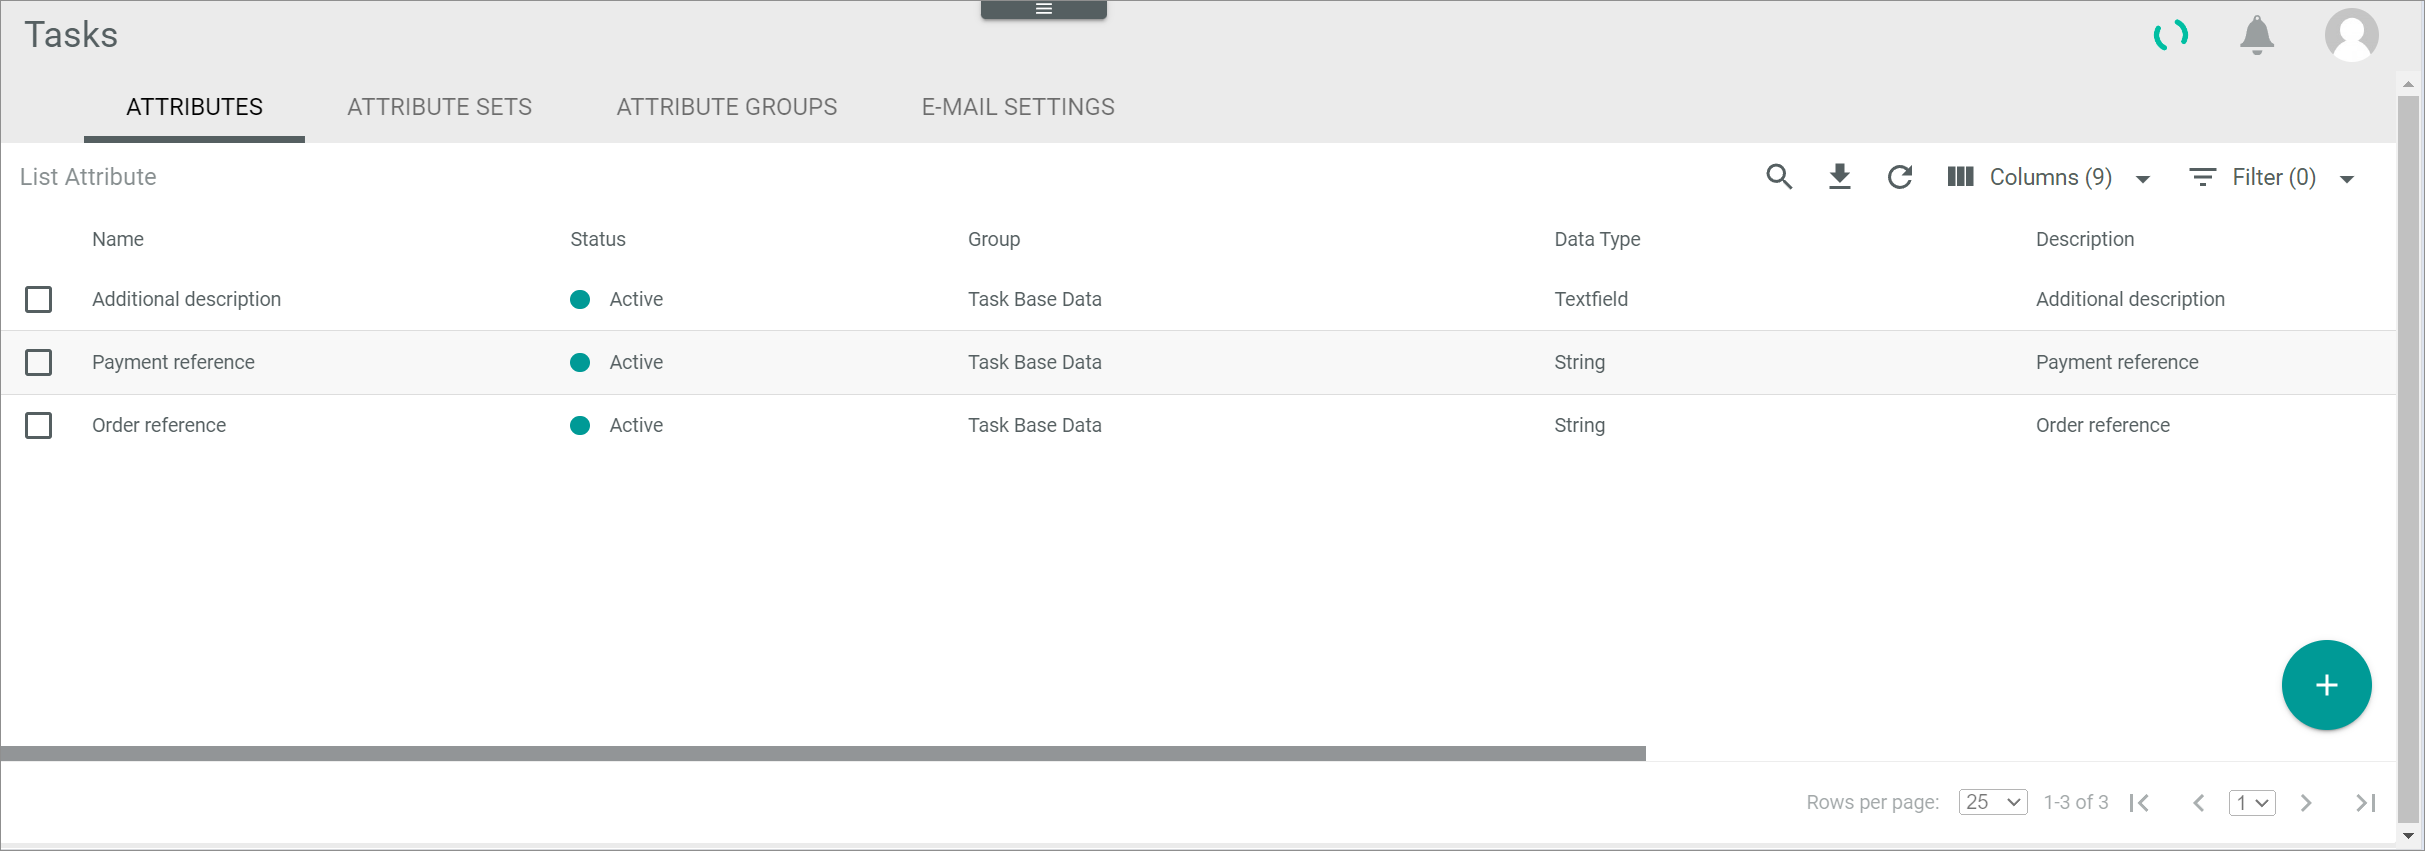 Tasks
ATTRIBUTES ATTRIBUTE SETS ATTRIBUTE GROUPS E-MAIL SETTINGS
List Attribute Columns (9) Filter (0)
Name Status Group Data Type Description
Additional description Active Task Base Data Textfield Additional description
Payment reference Active Task Base Data String Payment reference
Order reference Active Task Base Data String Order reference
Rows per page: 25 1-3 of 3 1